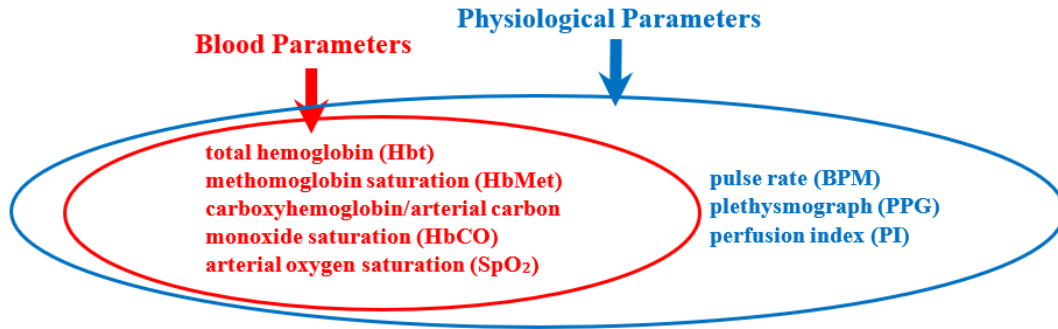 Physiological Parameters
Blood Parameters
total hemoglobin (Hbt)
methomoglobin saturation (HbMet)
carboxyhemoglobin/arterial carbon
monoxide saturation (HbCO)
arterial oxygen saturation (SpO₂)
pulse rate (BPM)
plethysmograph (PPG)
perfusion index (PI)